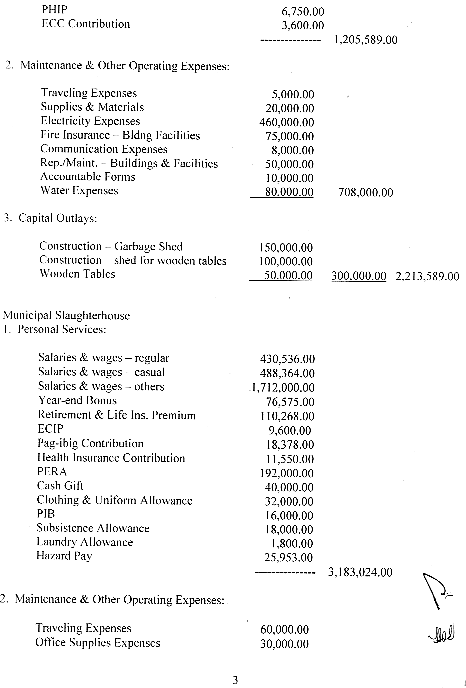 PHIP 6,750.00
ECC Contribution 3,600.00
--------------- 1,205,589.00
2. Maintenance & Other Operating Expenses:
Traveling Expenses 5,000.00
Supplies & Materials 20,000.00
Electricity Expenses 460,000.00
Fire Insurance – Bldng Facilities 75,000.00
Communication Expenses 8,000.00
Rep./Maint. – Buildings & Facilities 50,000.00
Accountable Forms 10,000.00
Water Expenses 80,000.00 708,000.00
3. Capital Outlays:
Construction – Garbage Shed 150,000.00
Construction – shed for wooden tables 100,000.00
Wooden Tables 50,000.00 300,000.00 2,213,589.00
Municipal Slaughterhouse
1. Personal Services:
Salaries & wages – regular 430,536.00
Salaries & wages – casual 488,364.00
Salaries & wages – others 1,712,000.00
Year-end Bonus 76,575.00
Retirement & Life Ins. Premium 110,268.00
ECIP 9,600.00
Pag-ibig Contribution 18,378.00
Health Insurance Contribution 11,550.00
PERA 192,000.00
Cash Gift 40,000.00
Clothing & Uniform Allowance 32,000.00
PIB 16,000.00
Subsistence Allowance 18,000.00
Laundry Allowance 1,800.00
Hazard Pay 25,953.00
--------------- 3,183,024.00
2. Maintenance & Other Operating Expenses:
Traveling Expenses 60,000.00
Office Supplies Expenses 30,000.00
3